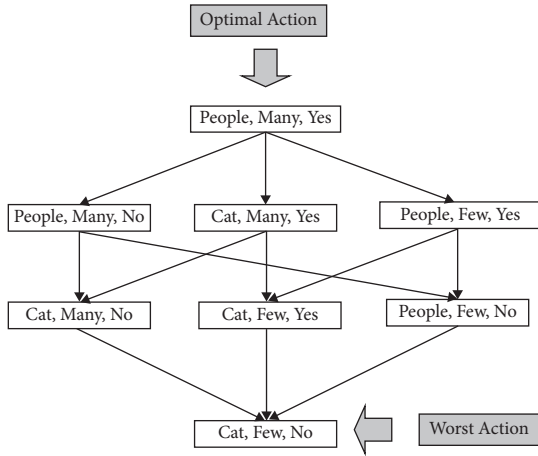 Optimal Action
People, Many, Yes
People, Many, No
Cat, Many, Yes
People, Few, Yes
Cat, Many, No
Cat, Few, Yes
People, Few, No
Cat, Few, No
Worst Action